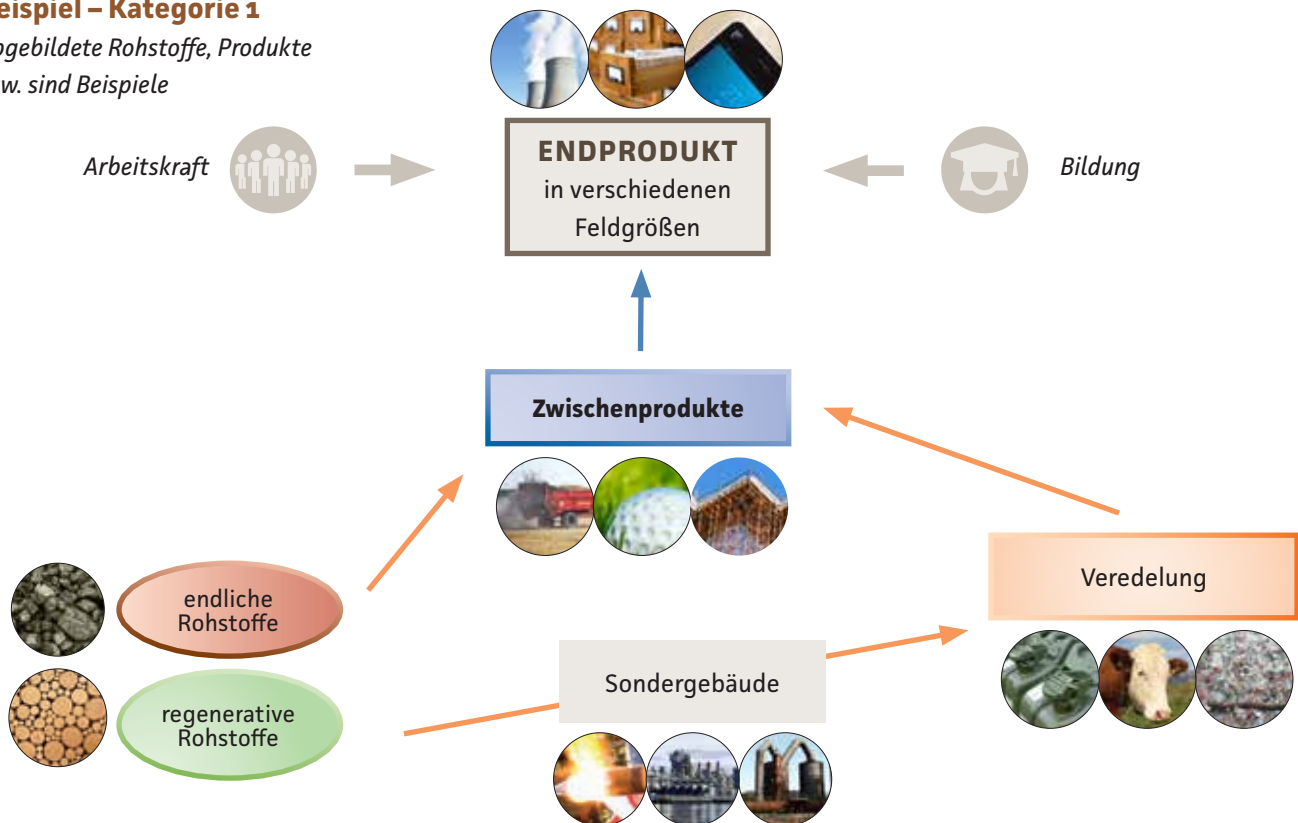 eispiel – Kategorie 1
bgebildete Rohstoffe, Produkte
w. sind Beispiele
Arbeitskraft
ENDPRODUKT
in verschiedenen
Feldgrößen
Bildung
Zwischenprodukte
endliche
Rohstoffe
Veredelung
Sondergebäude
regenerative
Rohstoffe